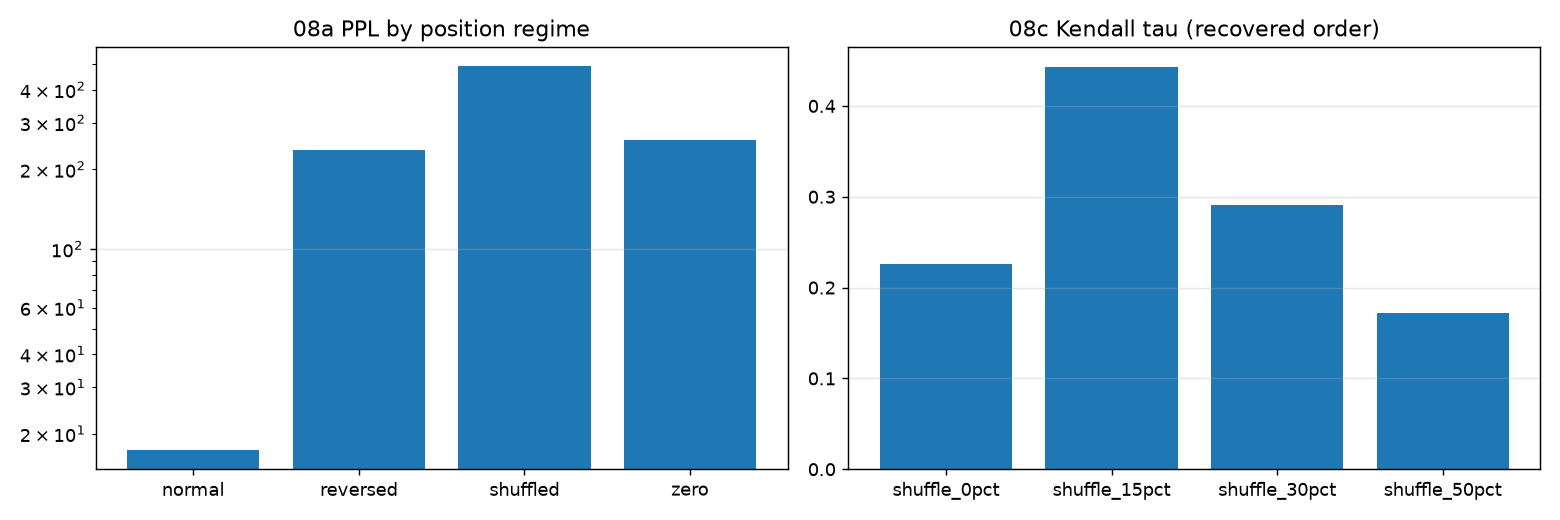 08a PPL by position regime
4 × 10²
3 × 10²
2 × 10²
10²
6 × 10¹
4 × 10¹
3 × 10¹
2 × 10¹
normal reversed shuffled zero
08c Kendall tau (recovered order)
0.4
0.3
0.2
0.1
0.0
shuffle_0pct shuffle_15pct shuffle_30pct shuffle_50pct